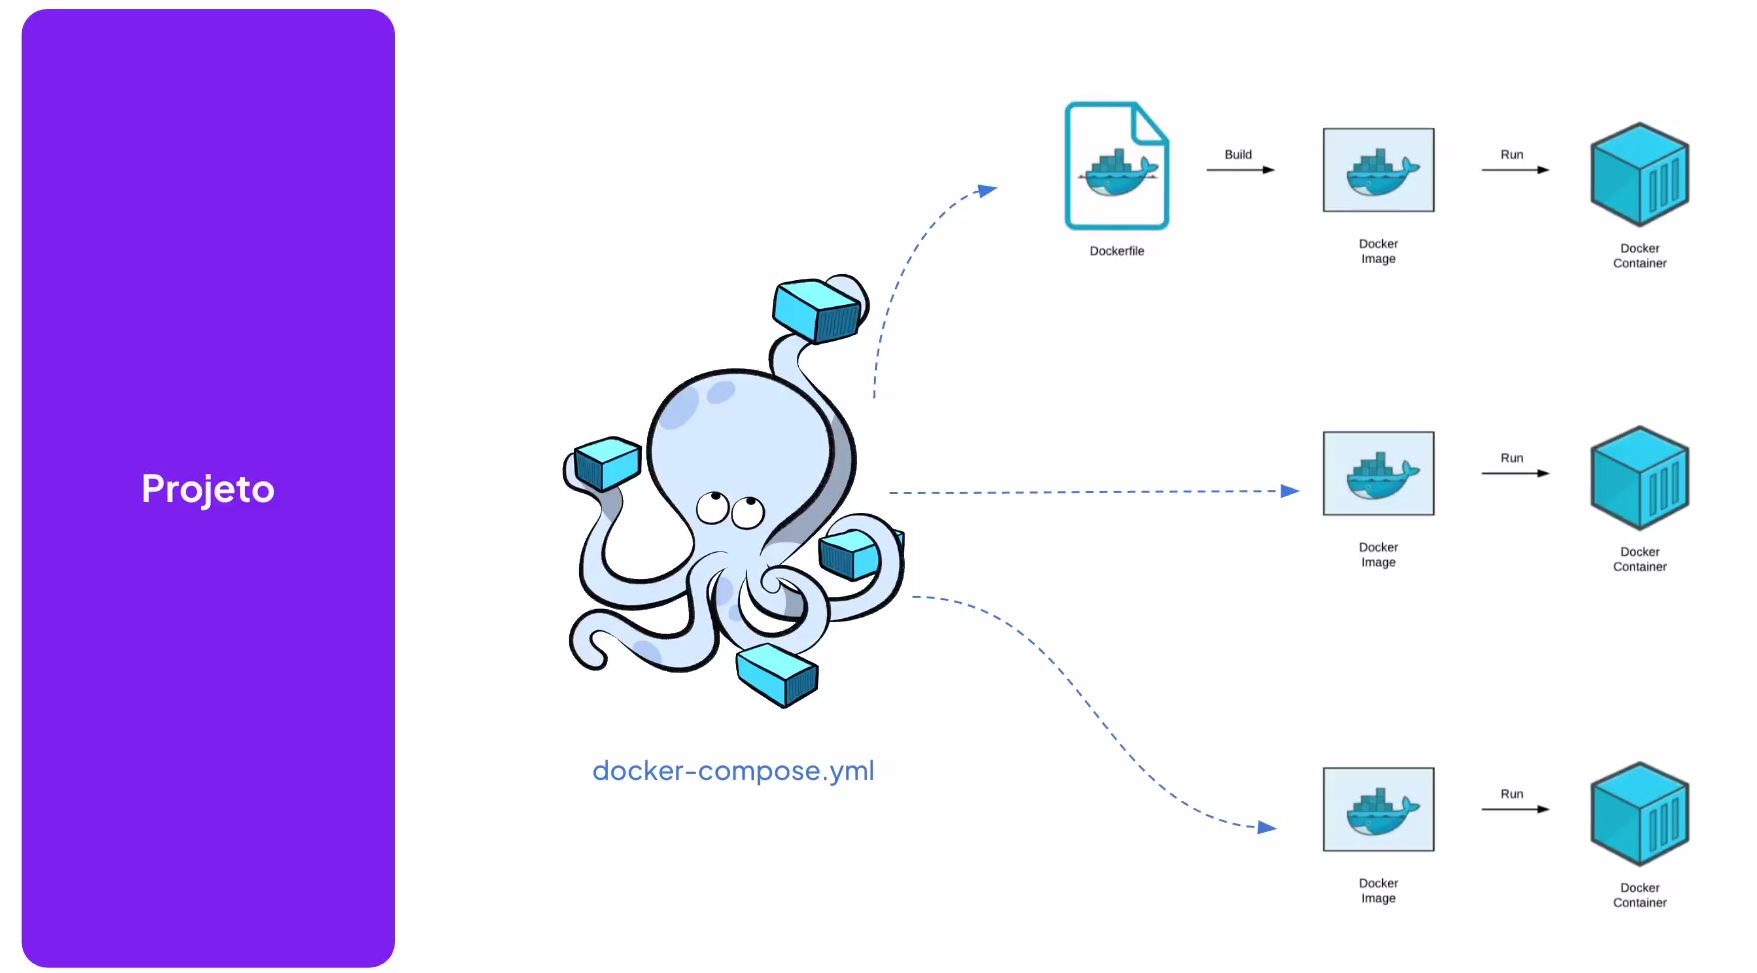 Projeto
docker-compose.yml
Dockerfile
Build
Docker
Image
Run
Docker
Container
Docker
Image
Run
Docker
Container
Docker
Image
Run
Docker
Container